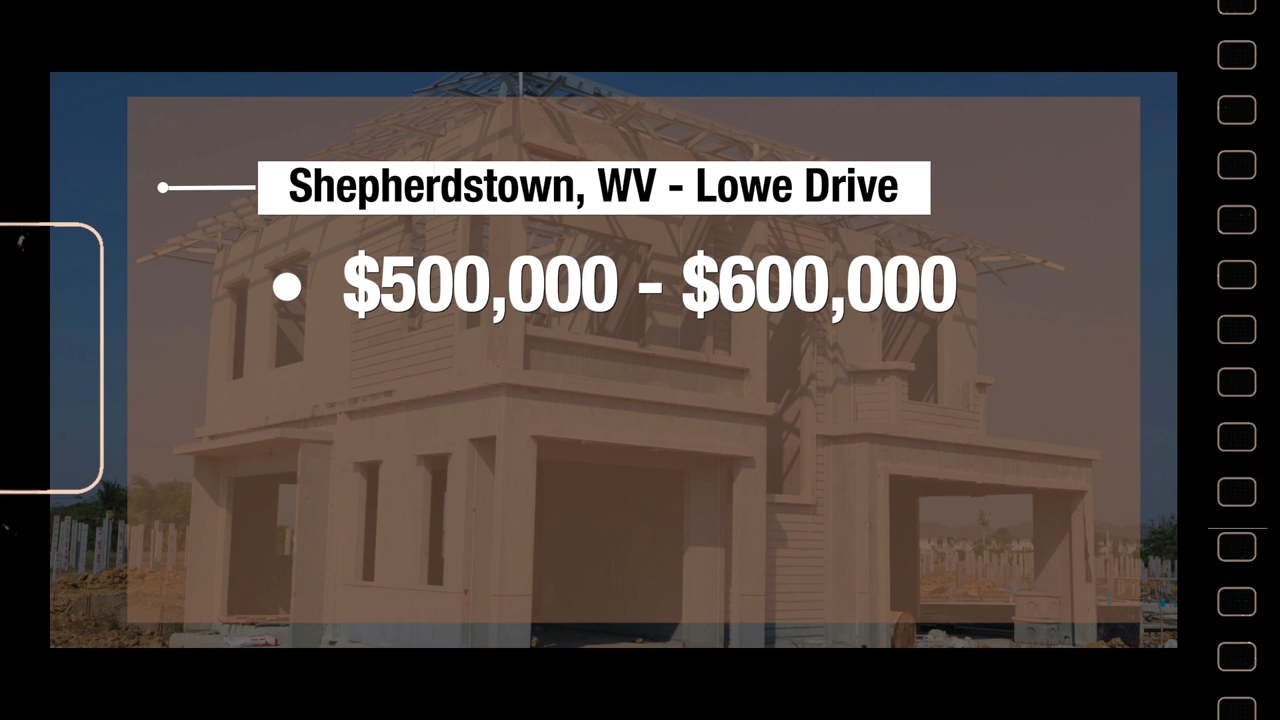 Shepherdstown, WV - Lowe Drive
• $500,000 - $600,000